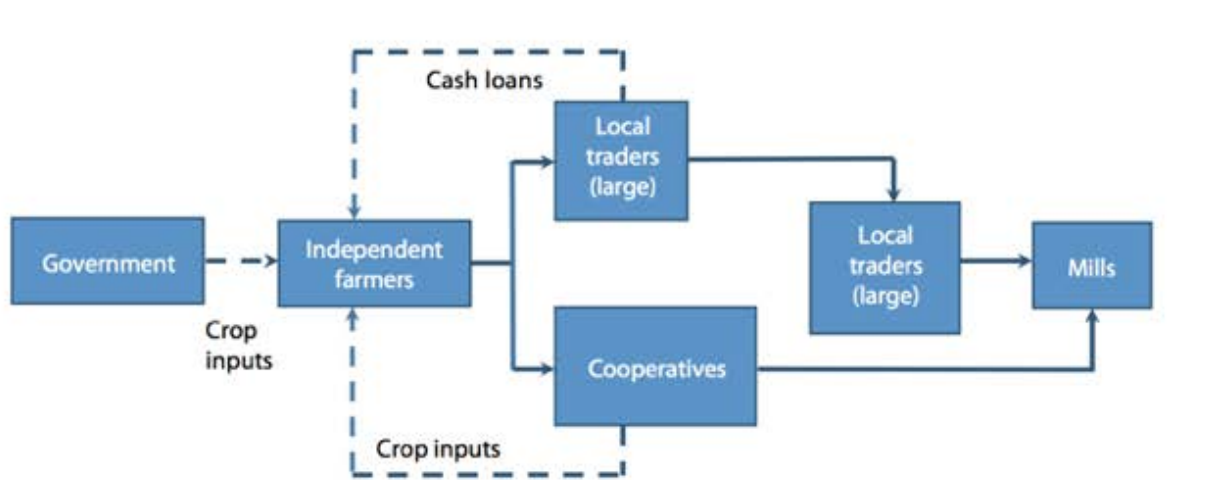 Cash loans
Local
traders
(large)
Government
Independent
farmers
Local
traders
(large)
Mills
Crop
inputs
Cooperatives
Crop inputs